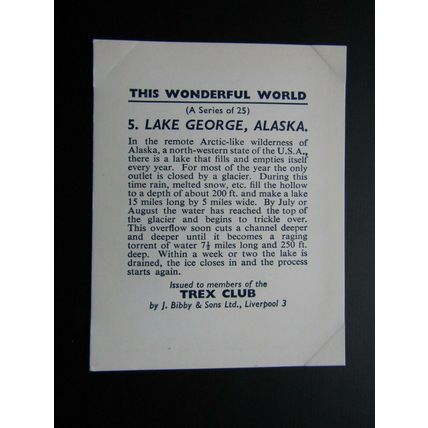 THIS WONDERFUL WORLD
(A Series of 25)
5. LAKE GEORGE, ALASKA.
In the remote Arctic-like wilderness of
Alaska, a north-western state of the U.S.A.,
there is a lake that fills and empties itself
every year. For most of the year the only
outlet is closed by a glacier. During this
time rain, melted snow, etc. fill the hollow
to a depth of about 200 ft. and make a lake
15 miles long by 5 miles wide. By July or
August the water has reached the top of
the glacier and begins to trickle over.
This overflow soon cuts a channel deeper
and deeper until it becomes a raging
torrent of water 7½ miles long and 250 ft.
deep. Within a week or two the lake is
drained, the ice closes in and the process
starts again.
Issued to members of the
TREX CLUB
by J. Bibby & Sons Ltd., Liverpool 3